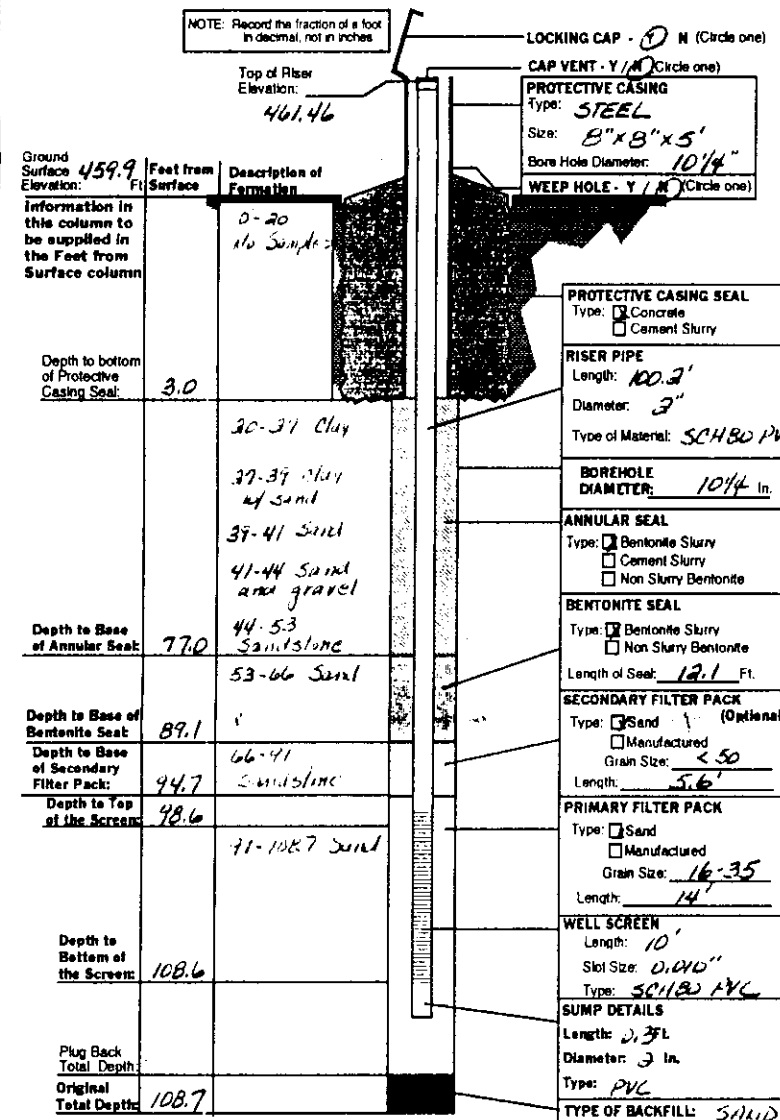 NOTE: Record the fraction of a foot
in decimal, not in inches
LOCKING CAP - Y N (Circle one)
CAP VENT - Y / N (Circle one)
Top of Riser
Elevation:
461.46
PROTECTIVE CASING
Type: STEEL
Size: 8" x 8" x 5'
Bore Hole Diameter: 10 1/4"
WEEP HOLE - Y / N (Circle one)
Ground
Surface 459.9
Elevation: Ft
Feet from
Surface
Description of
Formation
Information in
this column to
be supplied in
the Feet from
Surface column
0-20
No Samples
PROTECTIVE CASING SEAL
Type: Concrete
Cement Slurry
Depth to bottom
of Protective
Casing Seal: 3.0
RISER PIPE
Length: 100.2'
Diameter: 2"
Type of Material: SCH80 PV
20-37 Clay
37-39 Clay
w/ sand
39-41 Sand
41-44 Sand
and gravel
44-53
Sandstone
BOREHOLE
DIAMETER: 10 1/4 In.
ANNULAR SEAL
Type: Bentonite Slurry
Cement Slurry
Non Slurry Bentonite
Depth to Base
of Annular Seal: 77.0
53-66 Sand
BENTONITE SEAL
Type: Bentonite Slurry
Non Slurry Bentonite
Length of Seal: 12.1 Ft.
Depth to Base of
Bentonite Seal: 89.1
SECONDARY FILTER PACK
(Optional
Type: Sand
Manufactured
Grain Size: < 50
Length: 5.6'
Depth to Base
of Secondary
Filter Pack: 94.7
66-91
Sandstone
Depth to Top
of the Screen: 98.6
91-108.7 Sand
PRIMARY FILTER PACK
Type: Sand
Manufactured
Grain Size: 16-35
Length: 14'
Depth to
Bottom of
the Screen: 108.6
WELL SCREEN
Length: 10'
Slot Size: 0.010"
Type: SCH80 PVC
SUMP DETAILS
Length: 0.3 Ft.
Diameter: 2 In.
Type: PVC
Plug Back
Total Depth:
Original
Total Depth: 108.7
TYPE OF BACKFILL: SAND